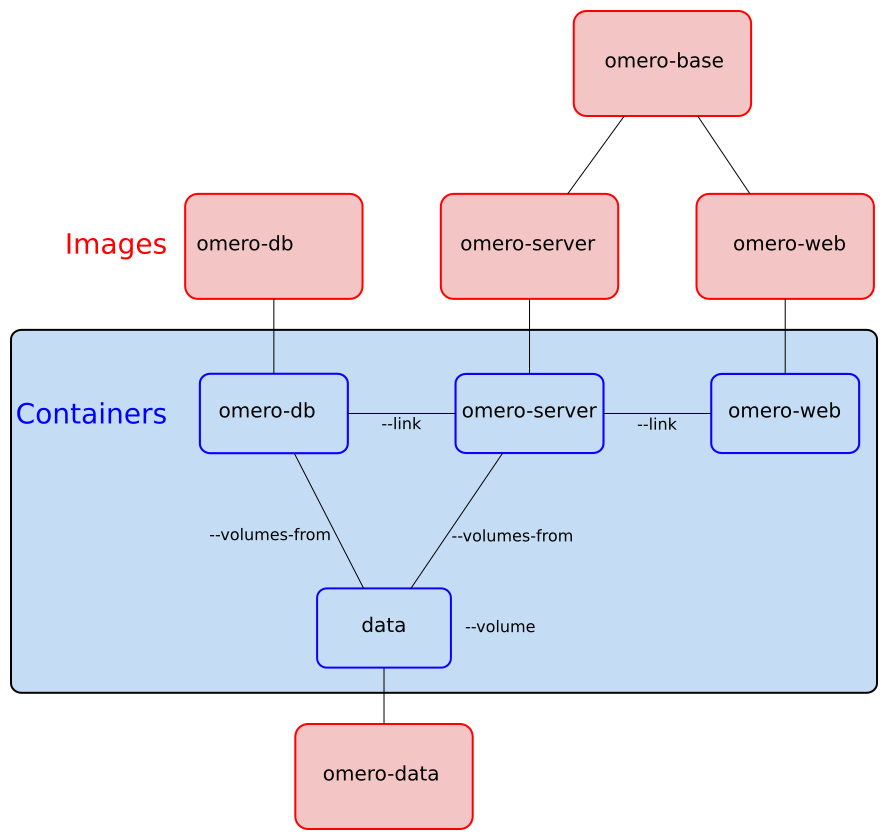 omero-base
Images
omero-db
omero-server
omero-web
Containers
omero-db
--link
omero-server
--link
omero-web
--volumes-from
--volumes-from
data
--volume
omero-data